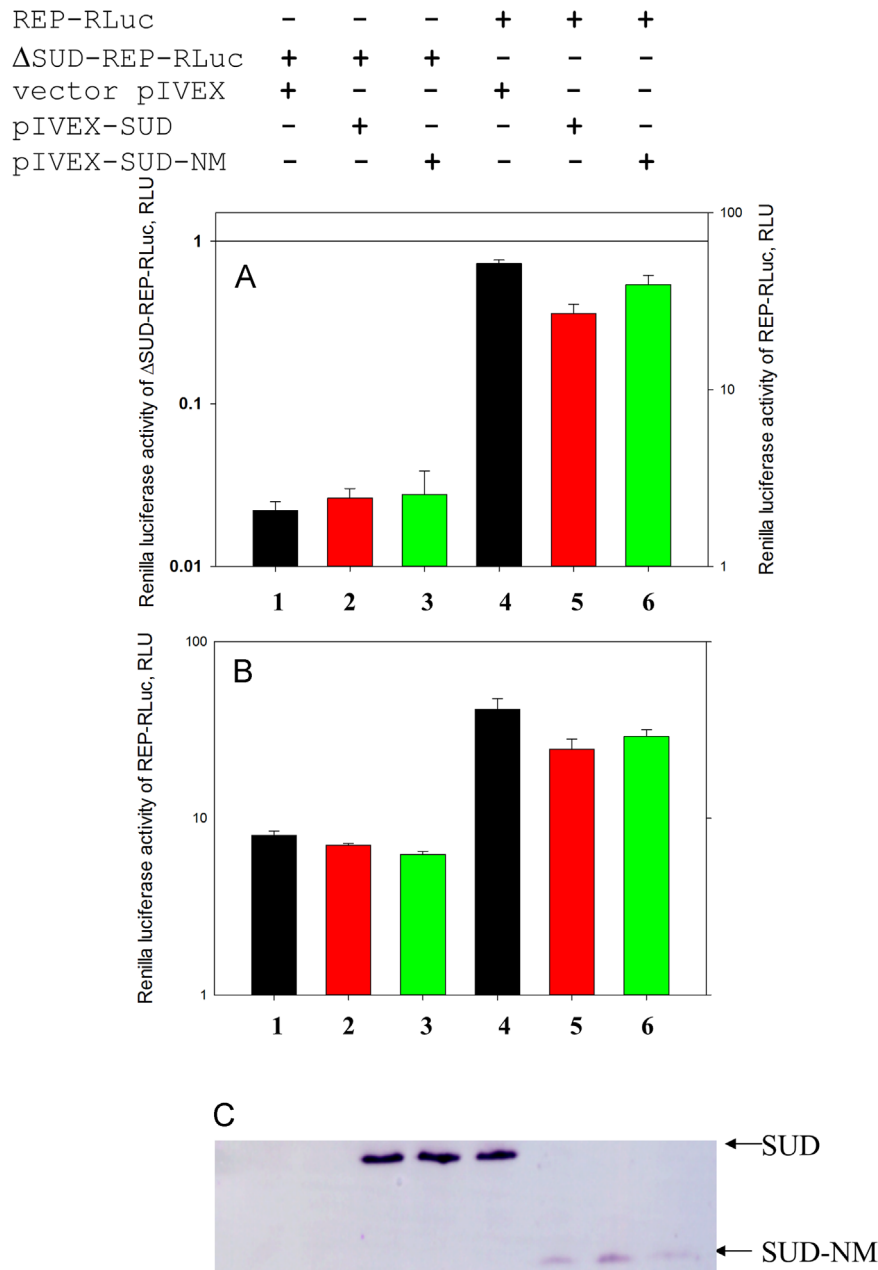 REP-RLuc – – – + + +
ΔSUD-REP-RLuc + + + – – –
vector pIVEX + – – + – –
pIVEX-SUD – + – – + –
pIVEX-SUD-NM – – + – – +
A
Renilla luciferase activity of ΔSUD-REP-RLuc, RLU
1
0.1
0.01
100
10
1
Renilla luciferase activity of REP-RLuc, RLU
1 2 3 4 5 6
B
Renilla luciferase activity of REP-RLuc, RLU
100
10
1
1 2 3 4 5 6
C
SUD
SUD-NM